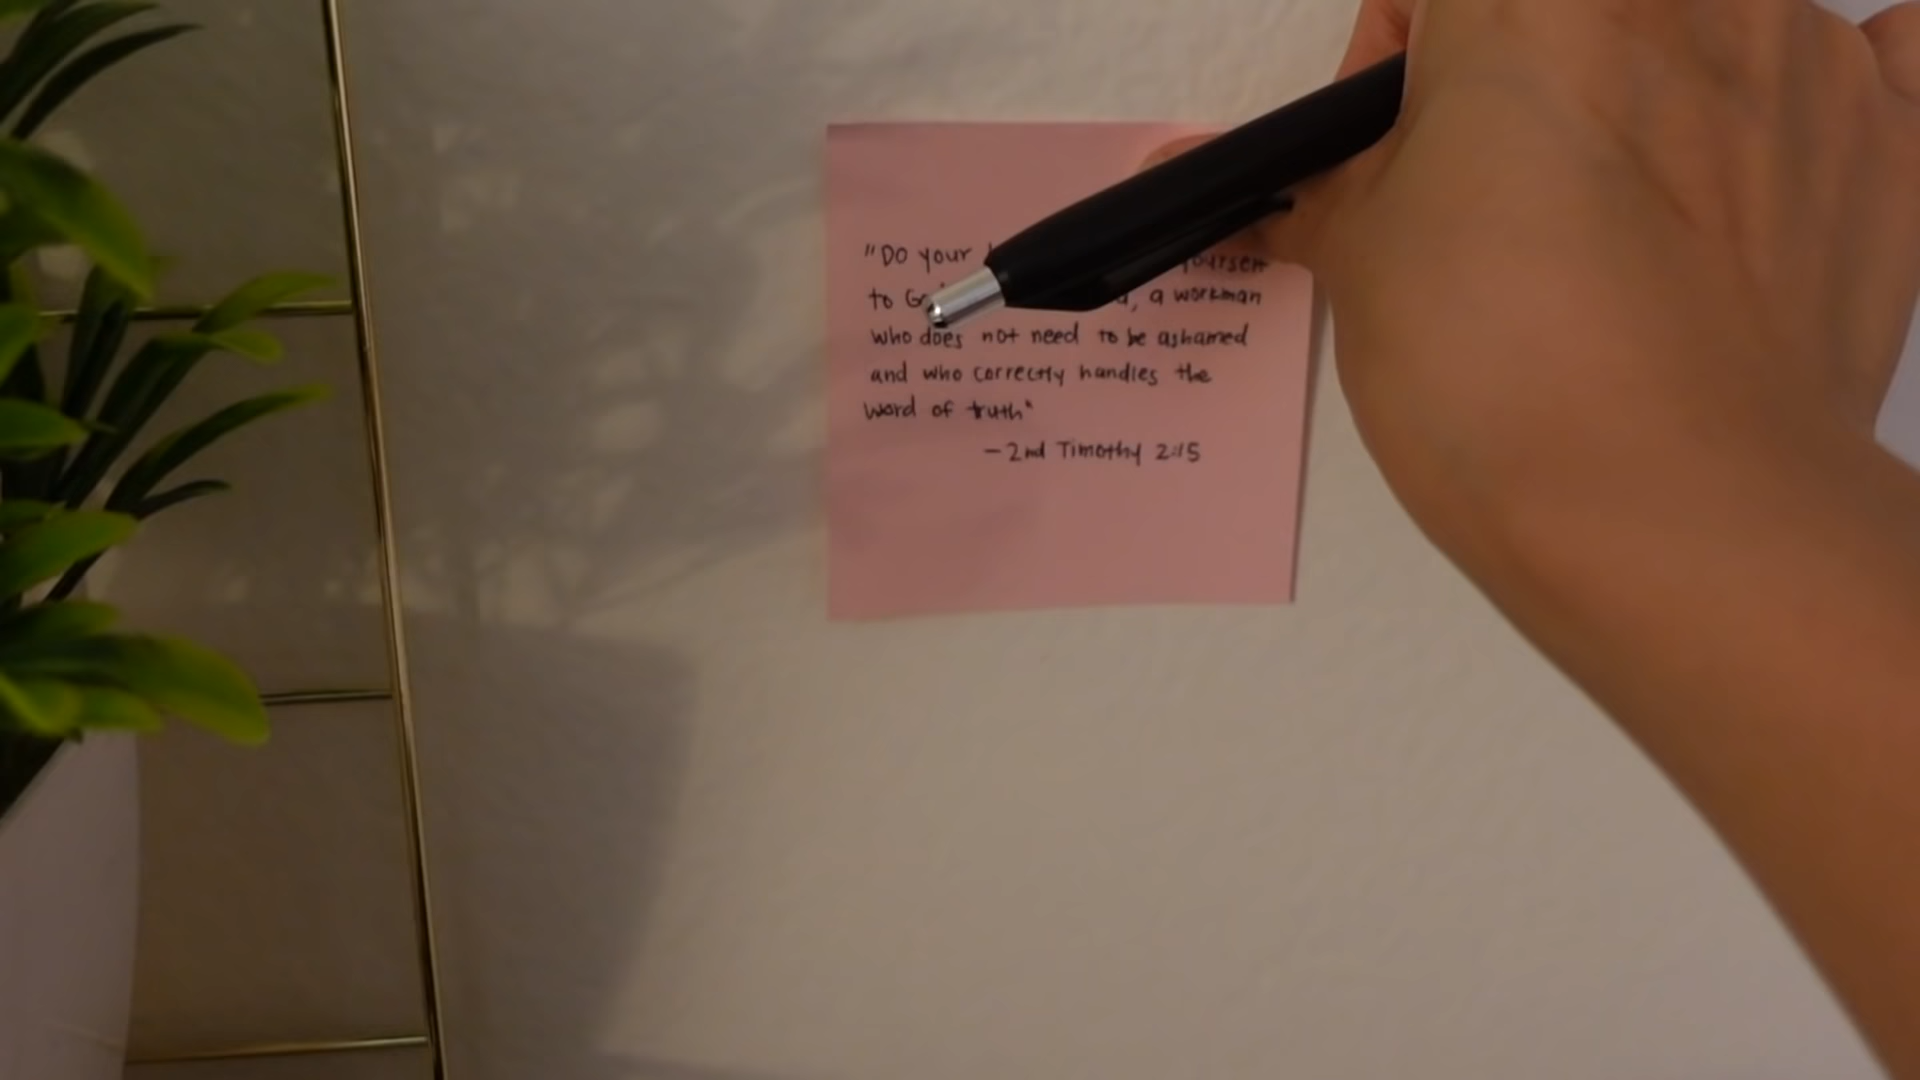 "Do your yourself
to a workman
who does not need to be ashamed
and who correctly handles the
word of truth"
- 2nd Timothy 2:15